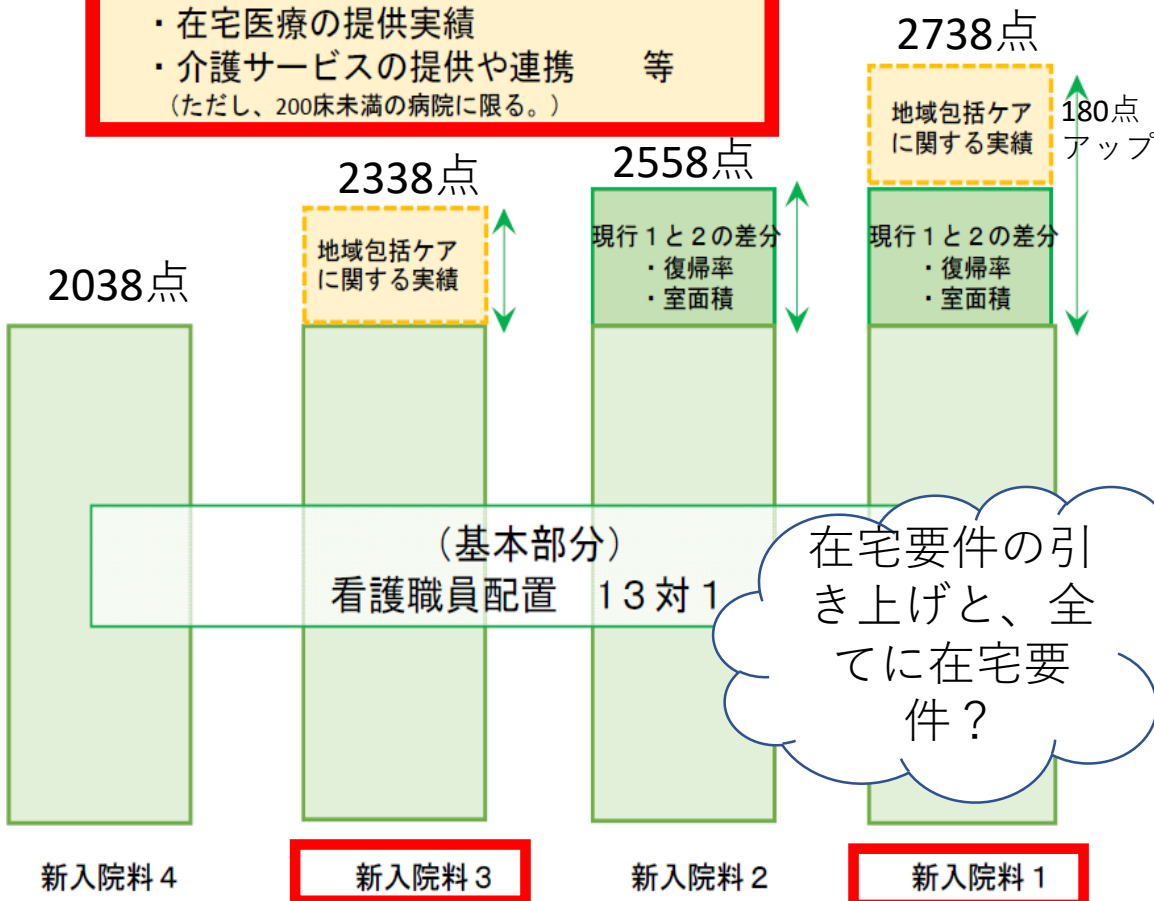 ・在宅医療の提供実績
・介護サービスの提供や連携　等
（ただし、200床未満の病院に限る。）
2738点
地域包括ケア
に関する実績
180点
アップ
2558点
現行１と２の差分
・復帰率
・室面積
現行１と２の差分
・復帰率
・室面積
2338点
地域包括ケア
に関する実績
2038点
（基本部分）
看護職員配置　１３対１
在宅要件の引
き上げと、全
てに在宅要
件？
新入院料４
新入院料３
新入院料２
新入院料１